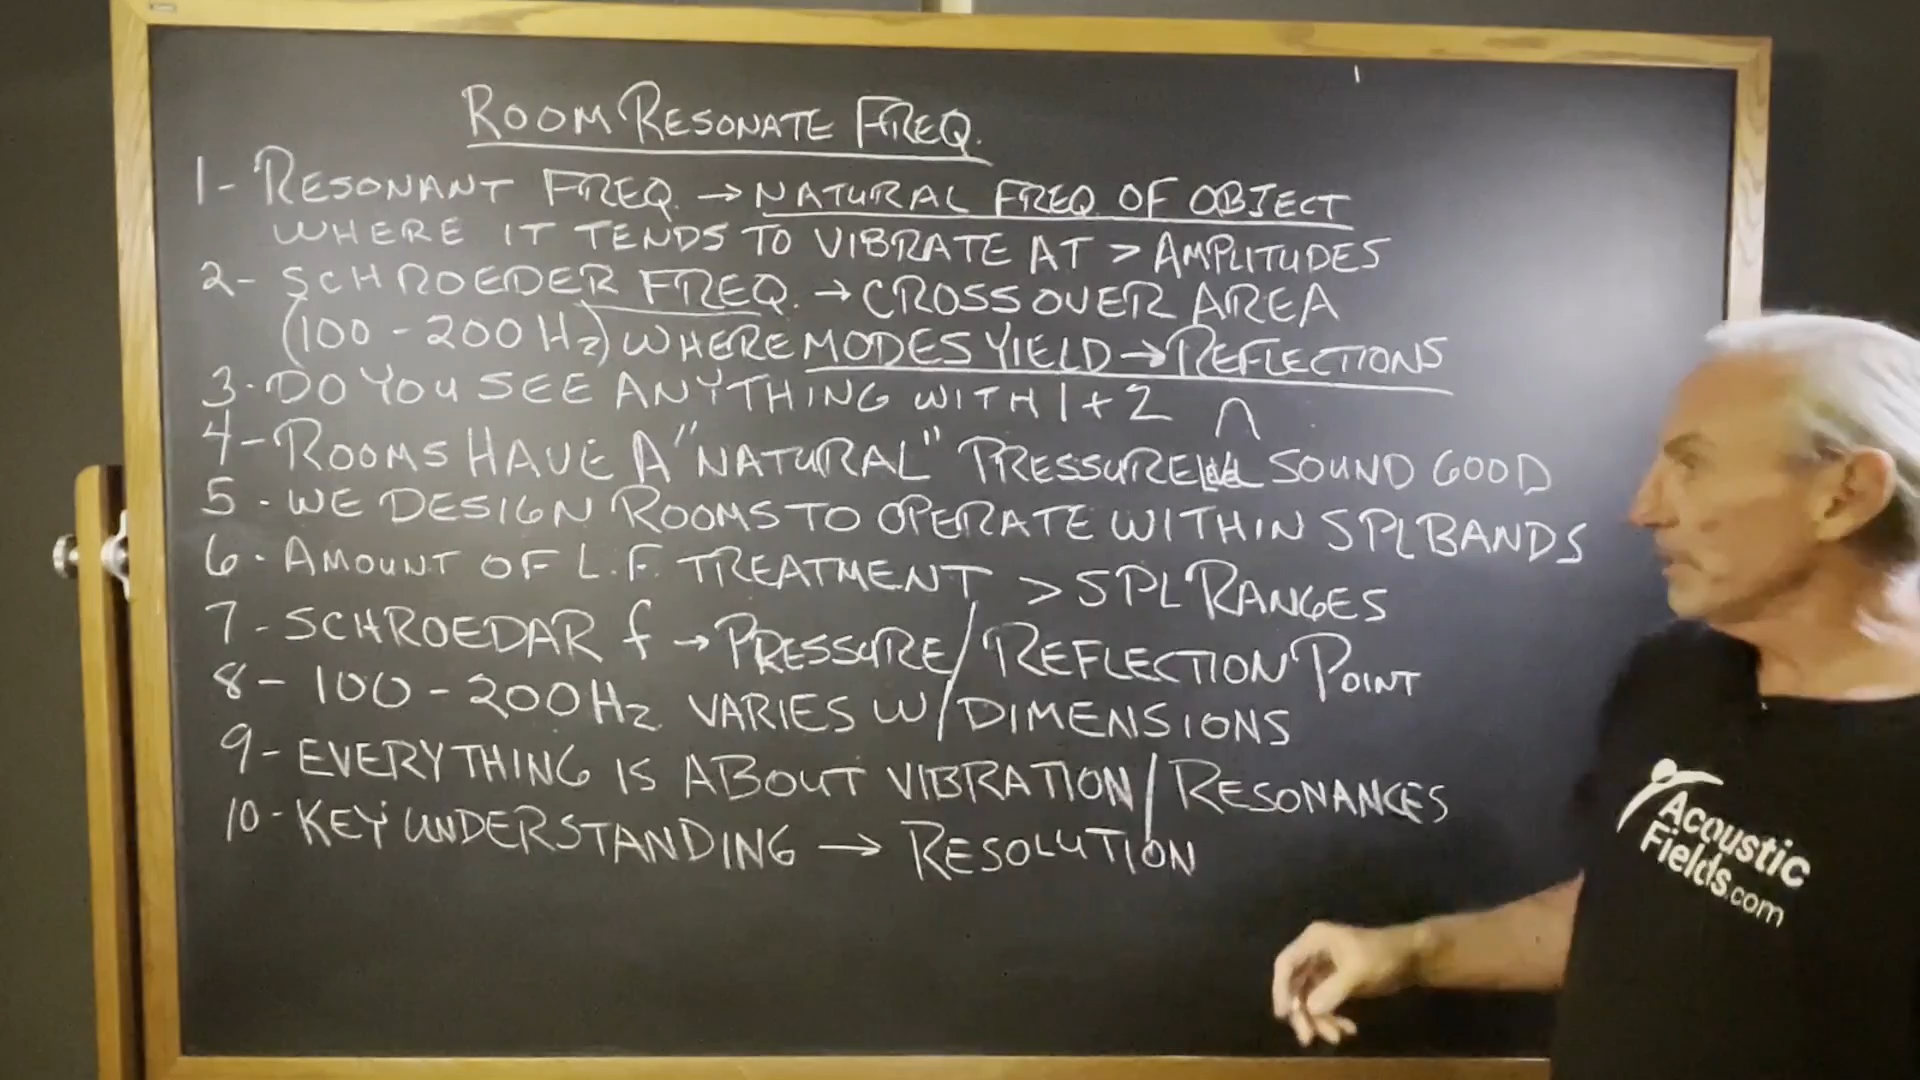 ROOM RESONATE FREQ.
1- RESONANT FREQ. → NATURAL FREQ. OF OBJECT
WHERE IT TENDS TO VIBRATE AT > AMPLITUDES
2- SCHROEDER FREQ. → CROSSOVER AREA
(100 - 200 Hz) WHERE MODES YIELD → REFLECTIONS
3- DO YOU SEE ANYTHING WITH 1 + 2
4- ROOMS HAVE A "NATURAL" PRESSURE SOUND GOOD
5- WE DESIGN ROOMS TO OPERATE WITHIN SPL BANDS
6- AMOUNT OF L.F. TREATMENT > SPL RANGES
7- SCHROEDAR f → PRESSURE/REFLECTION POINT
8- 100 - 200 Hz VARIES W/DIMENSIONS
9- EVERYTHING IS ABOUT VIBRATION/RESONANCES
10- KEY UNDERSTANDING → RESOLUTION
Acoustic
Fields.com